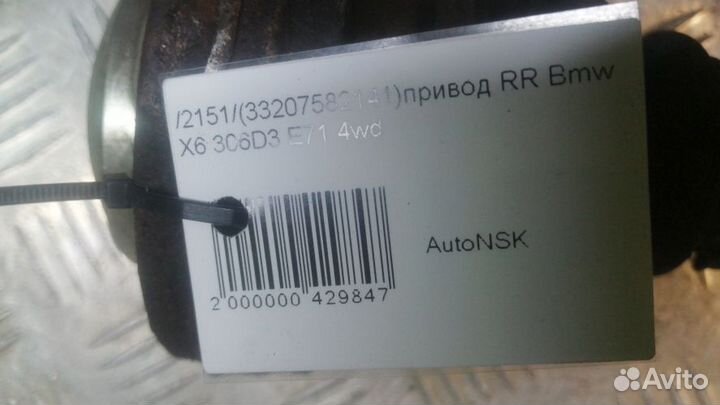 /2151/(33207582141)привод RR Bmw
X6 306D3 E71 4wd
AutoNSK
2 000000 429847
Avito